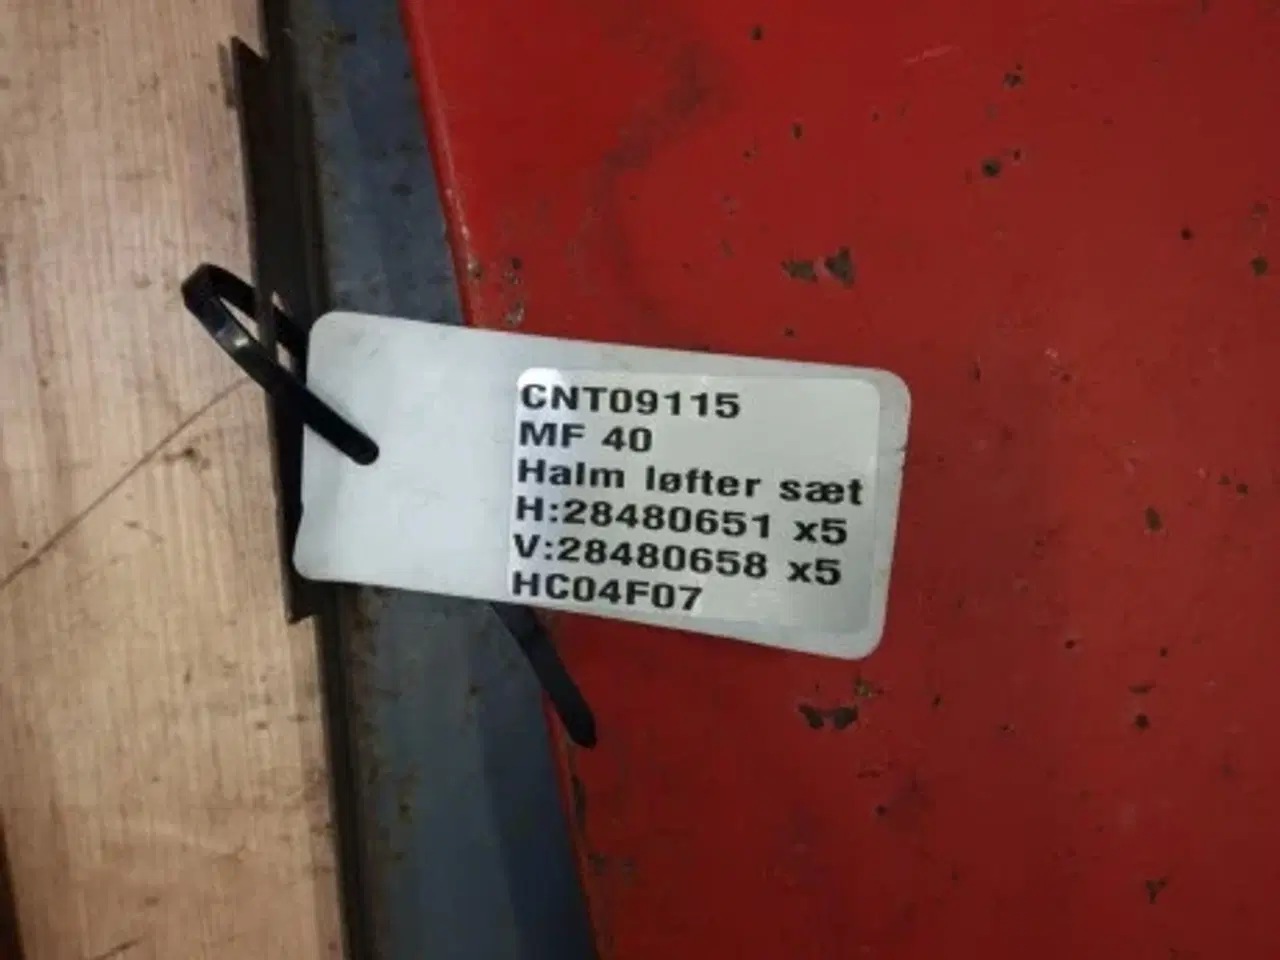 CNT09115
MF 40
Halm løfter sæt
H:28480651 x5
V:28480658 x5
HC04F07